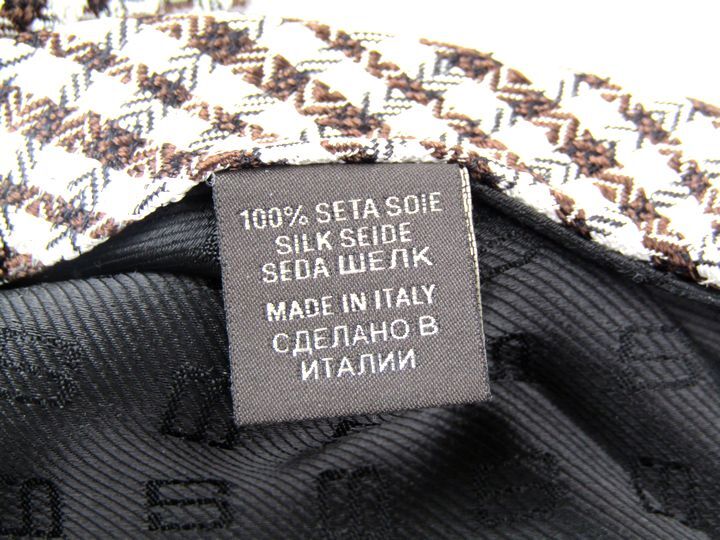 100% SETA SOIE
SILK SEIDE
SEDA ШЕЛК
MADE IN ITALY
СДЕЛАНО В
ИТАЛИИ